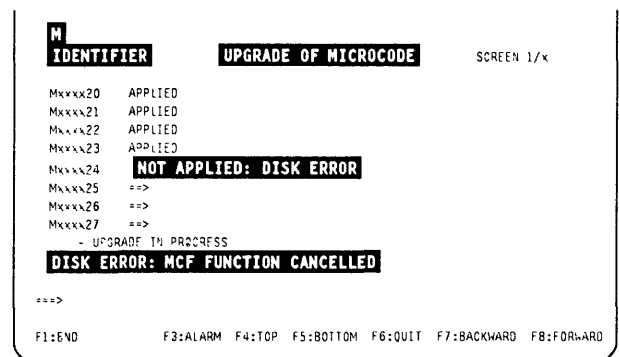 M
IDENTIFIER UPGRADE OF MICROCODE SCREEN 1/x
Mxxxx20 APPLIED
Mxxxx21 APPLIED
Mxxxx22 APPLIED
Mxxxx23 APPLIED
Mxxxx24 NOT APPLIED: DISK ERROR
Mxxxx25 ==>
Mxxxx26 ==>
Mxxxx27 ==>
- UPGRADE IN PROGRESS
DISK ERROR: MCF FUNCTION CANCELLED
===>
F1:END F3:ALARM F4:TOP F5:BOTTOM F6:QUIT F7:BACKWARD F8:FORWARD